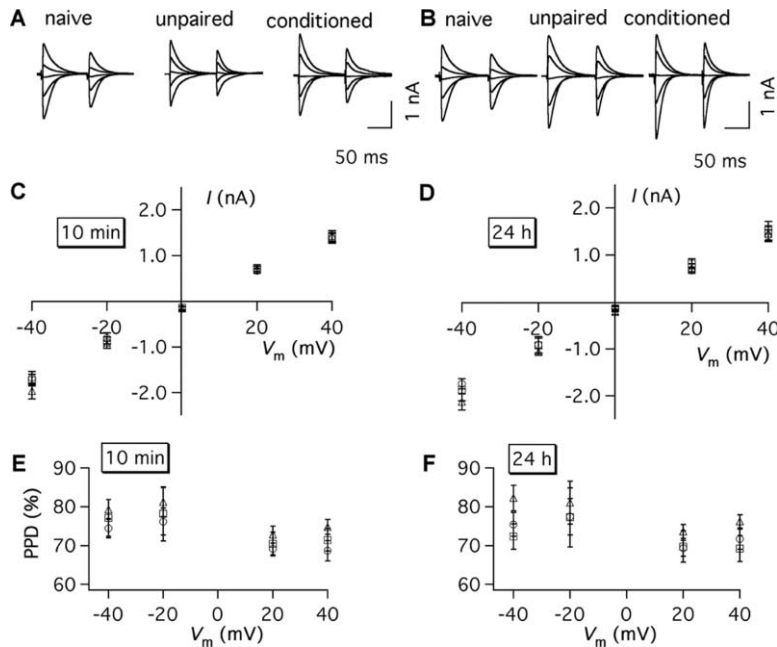 A naive unpaired conditioned B naive unpaired conditioned
1 nA 1 nA
50 ms 50 ms
C I (nA) D I (nA)
10 min 24 h
2.0 2.0
1.0 1.0
-40 -20 20 40 -40 -20 20 40
-1.0 Vm (mV) -1.0 Vm (mV)
-2.0 -2.0
E 10 min F 24 h
90 90
80 80
70 70
60 60
PPD (%)
-40 -20 0 20 40 -40 -20 0 20 40
Vm (mV) Vm (mV)